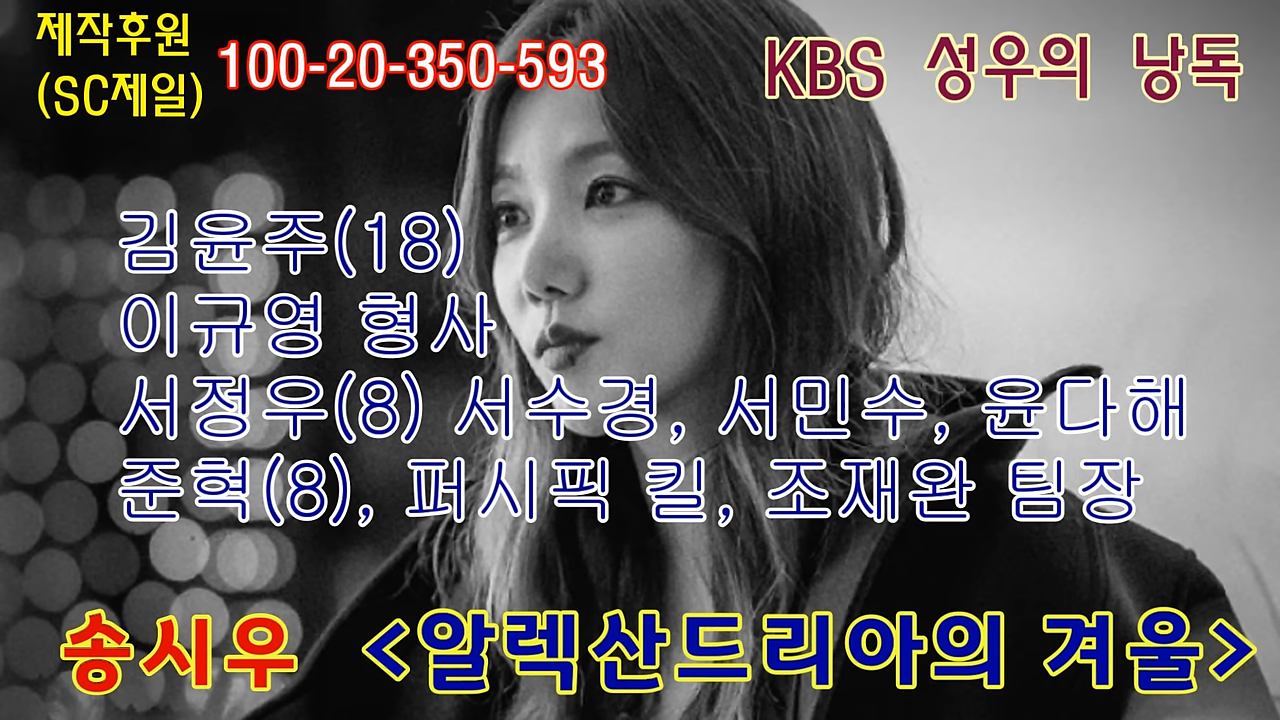 제작후원
(SC제일)
100-20-350-593
KBS 성우의 낭독
김윤주(18)
이규영 형사
서정우(8) 서수경, 서민수, 윤다해
준혁(8), 퍼시픽 킬, 조재완 팀장
송시우 <알렉산드리아의 겨울>